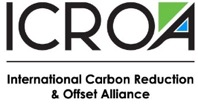 ICROA
International Carbon Reduction
& Offset Alliance